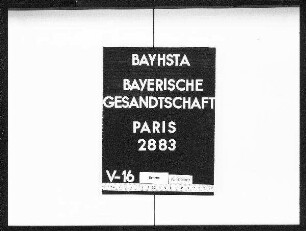 BAYHSTA
BAYERISCHE
GESANDTSCHAFT
PARIS
2883
V-16